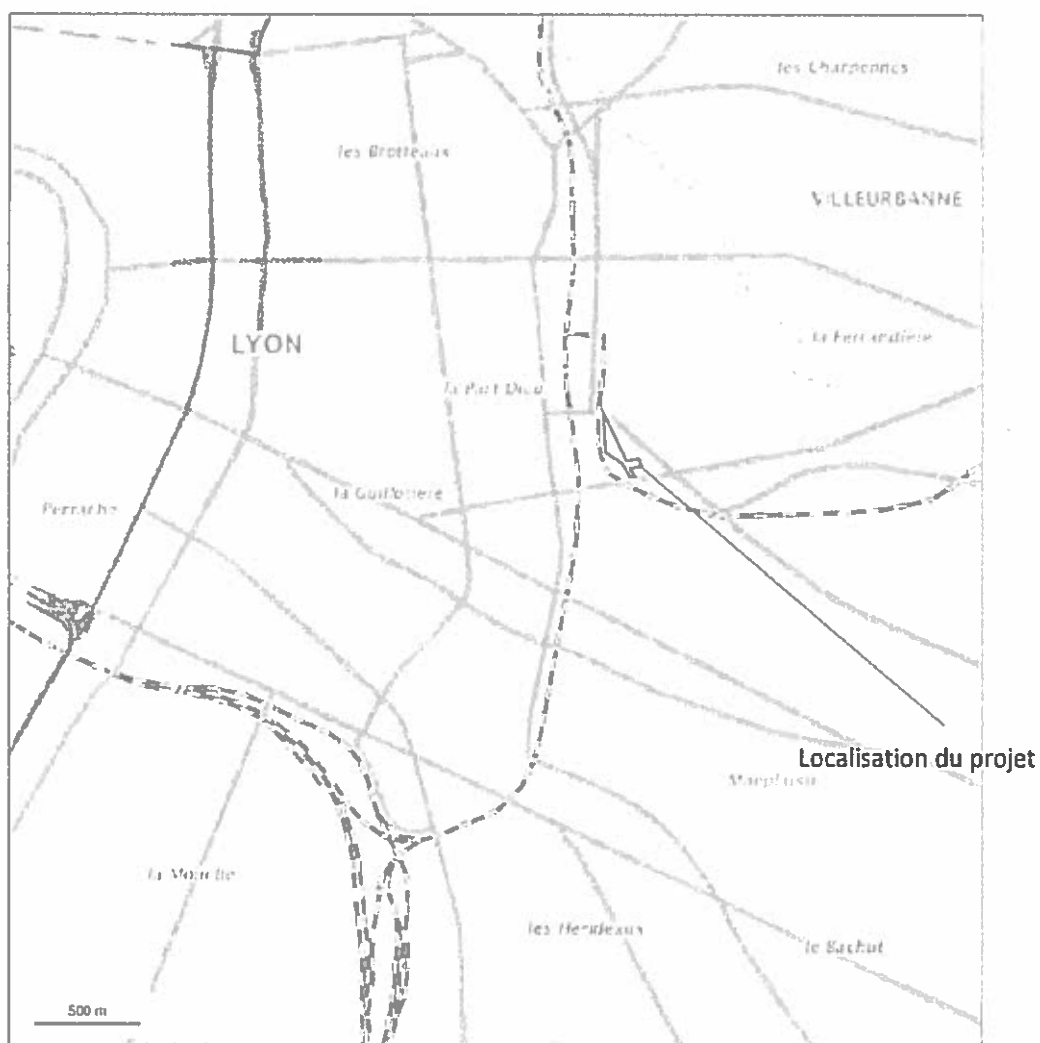 les Charpennes
les Brotteaux
VILLEURBANNE
LYON
la Ferrandière
la Part Dieu
la Guillotière
Perrache
Localisation du projet
Monplaisir
la Mouche
les Hérideaux
le Bachut
500 m